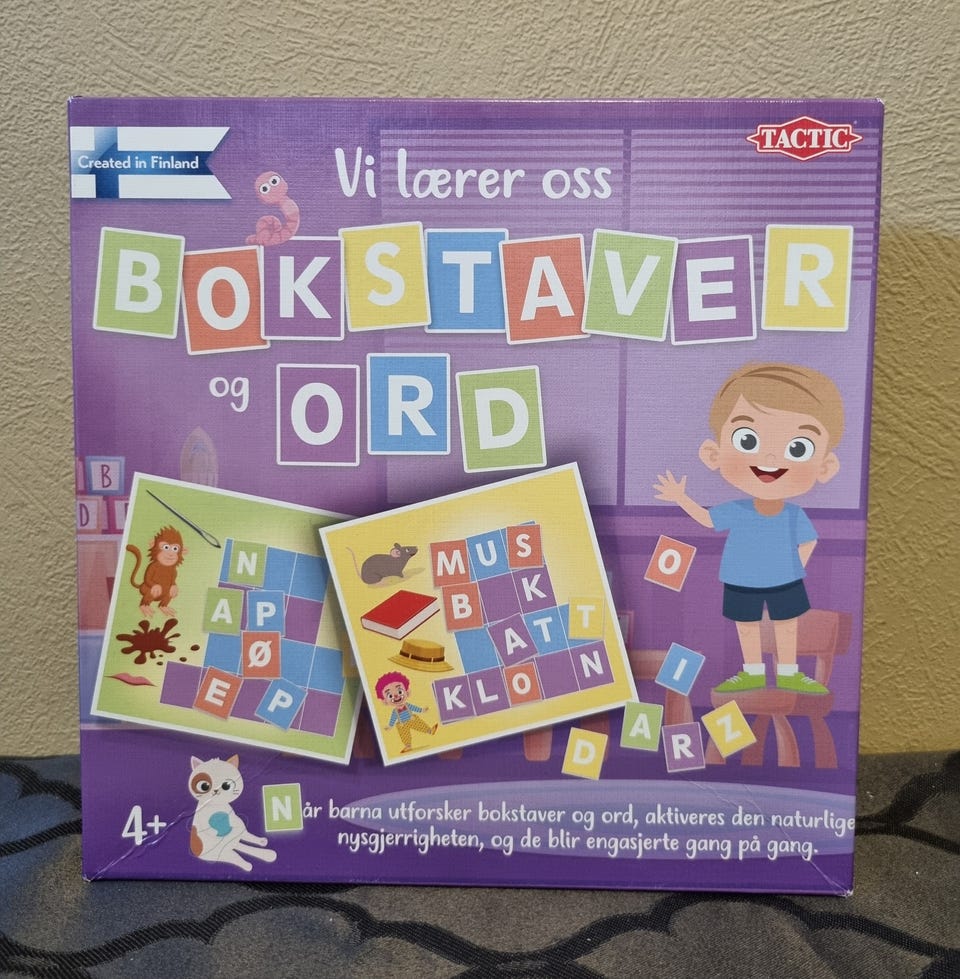 Created in Finland
TACTIC
Vi lærer oss
BOKSTAVER
og ORD
B
D
N
AP
Ø
EP
MUS
B K
ATT
KLON
O
I
D A R Z
4+
Når barna utforsker bokstaver og ord, aktiveres den naturlige
nysgjerrigheten, og de blir engasjerte gang på gang.